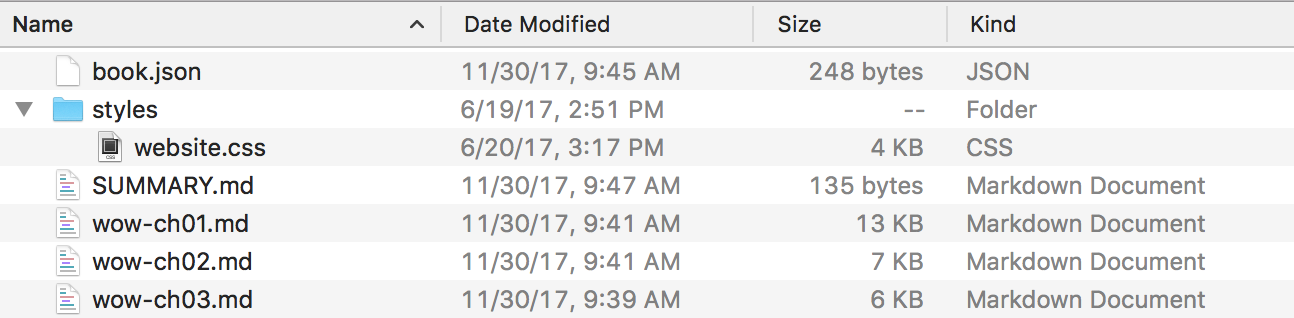 Name Date Modified Size Kind
book.json 11/30/17, 9:45 AM 248 bytes JSON
styles 6/19/17, 2:51 PM -- Folder
CSS website.css 6/20/17, 3:17 PM 4 KB CSS
SUMMARY.md 11/30/17, 9:47 AM 135 bytes Markdown Document
wow-ch01.md 11/30/17, 9:41 AM 13 KB Markdown Document
wow-ch02.md 11/30/17, 9:41 AM 7 KB Markdown Document
wow-ch03.md 11/30/17, 9:39 AM 6 KB Markdown Document